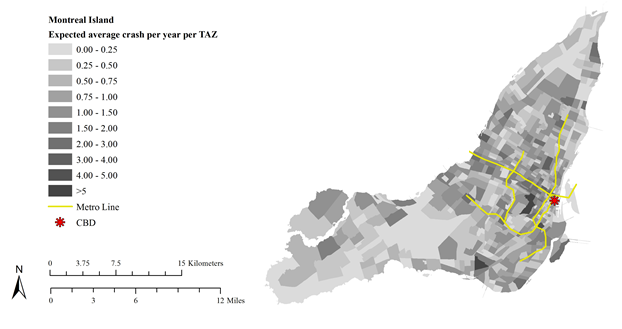 Montreal Island
Expected average crash per year per TAZ
0.00 - 0.25
0.25 - 0.50
0.50 - 0.75
0.75 - 1.00
1.00 - 1.50
1.50 - 2.00
2.00 - 3.00
3.00 - 4.00
4.00 - 5.00
>5
Metro Line
CBD
N
0 3.75 7.5 15 Kilometers
0 3 6 12 Miles